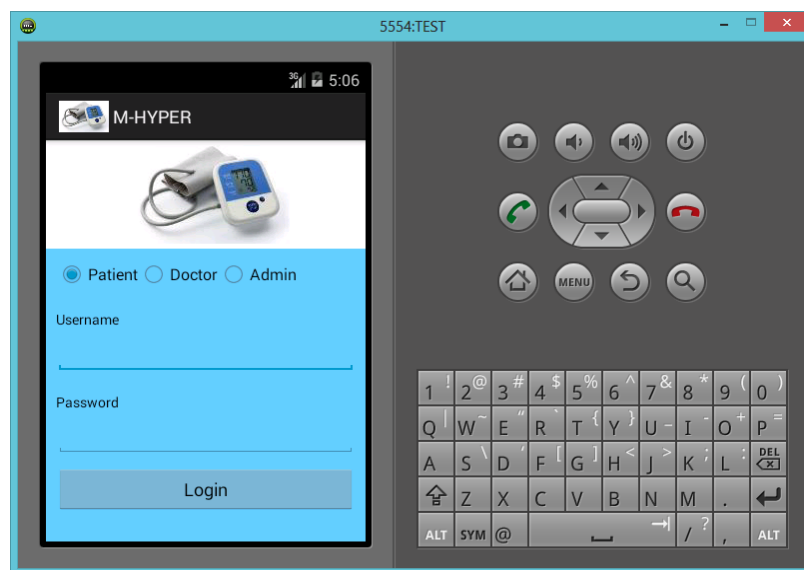 5554:TEST
3G 5:06
M-HYPER
Patient Doctor Admin
Username
Password
Login
MENU
1 ! 2 @ 3 # 4 $ 5 % 6 ^ 7 & 8 * 9 ( 0 )
Q | W ~ E " R ` T { Y } U _ I - O + P =
A S \ D ' F [ G ] H < J > K ; L : DEL
Z X C V B N M .
ALT SYM @ / ? , ALT